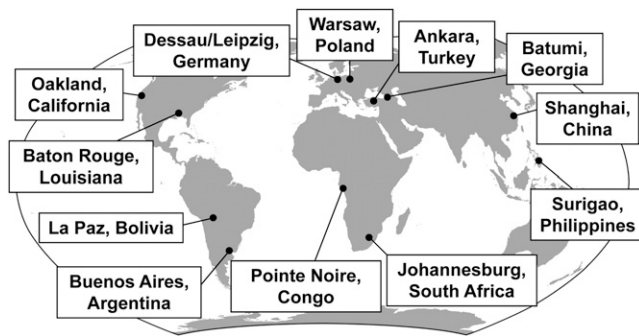 Warsaw,
Poland
Dessau/Leipzig,
Germany
Ankara,
Turkey
Batumi,
Georgia
Oakland,
California
Shanghai,
China
Baton Rouge,
Louisiana
Surigao,
Philippines
La Paz, Bolivia
Buenos Aires,
Argentina
Pointe Noire,
Congo
Johannesburg,
South Africa